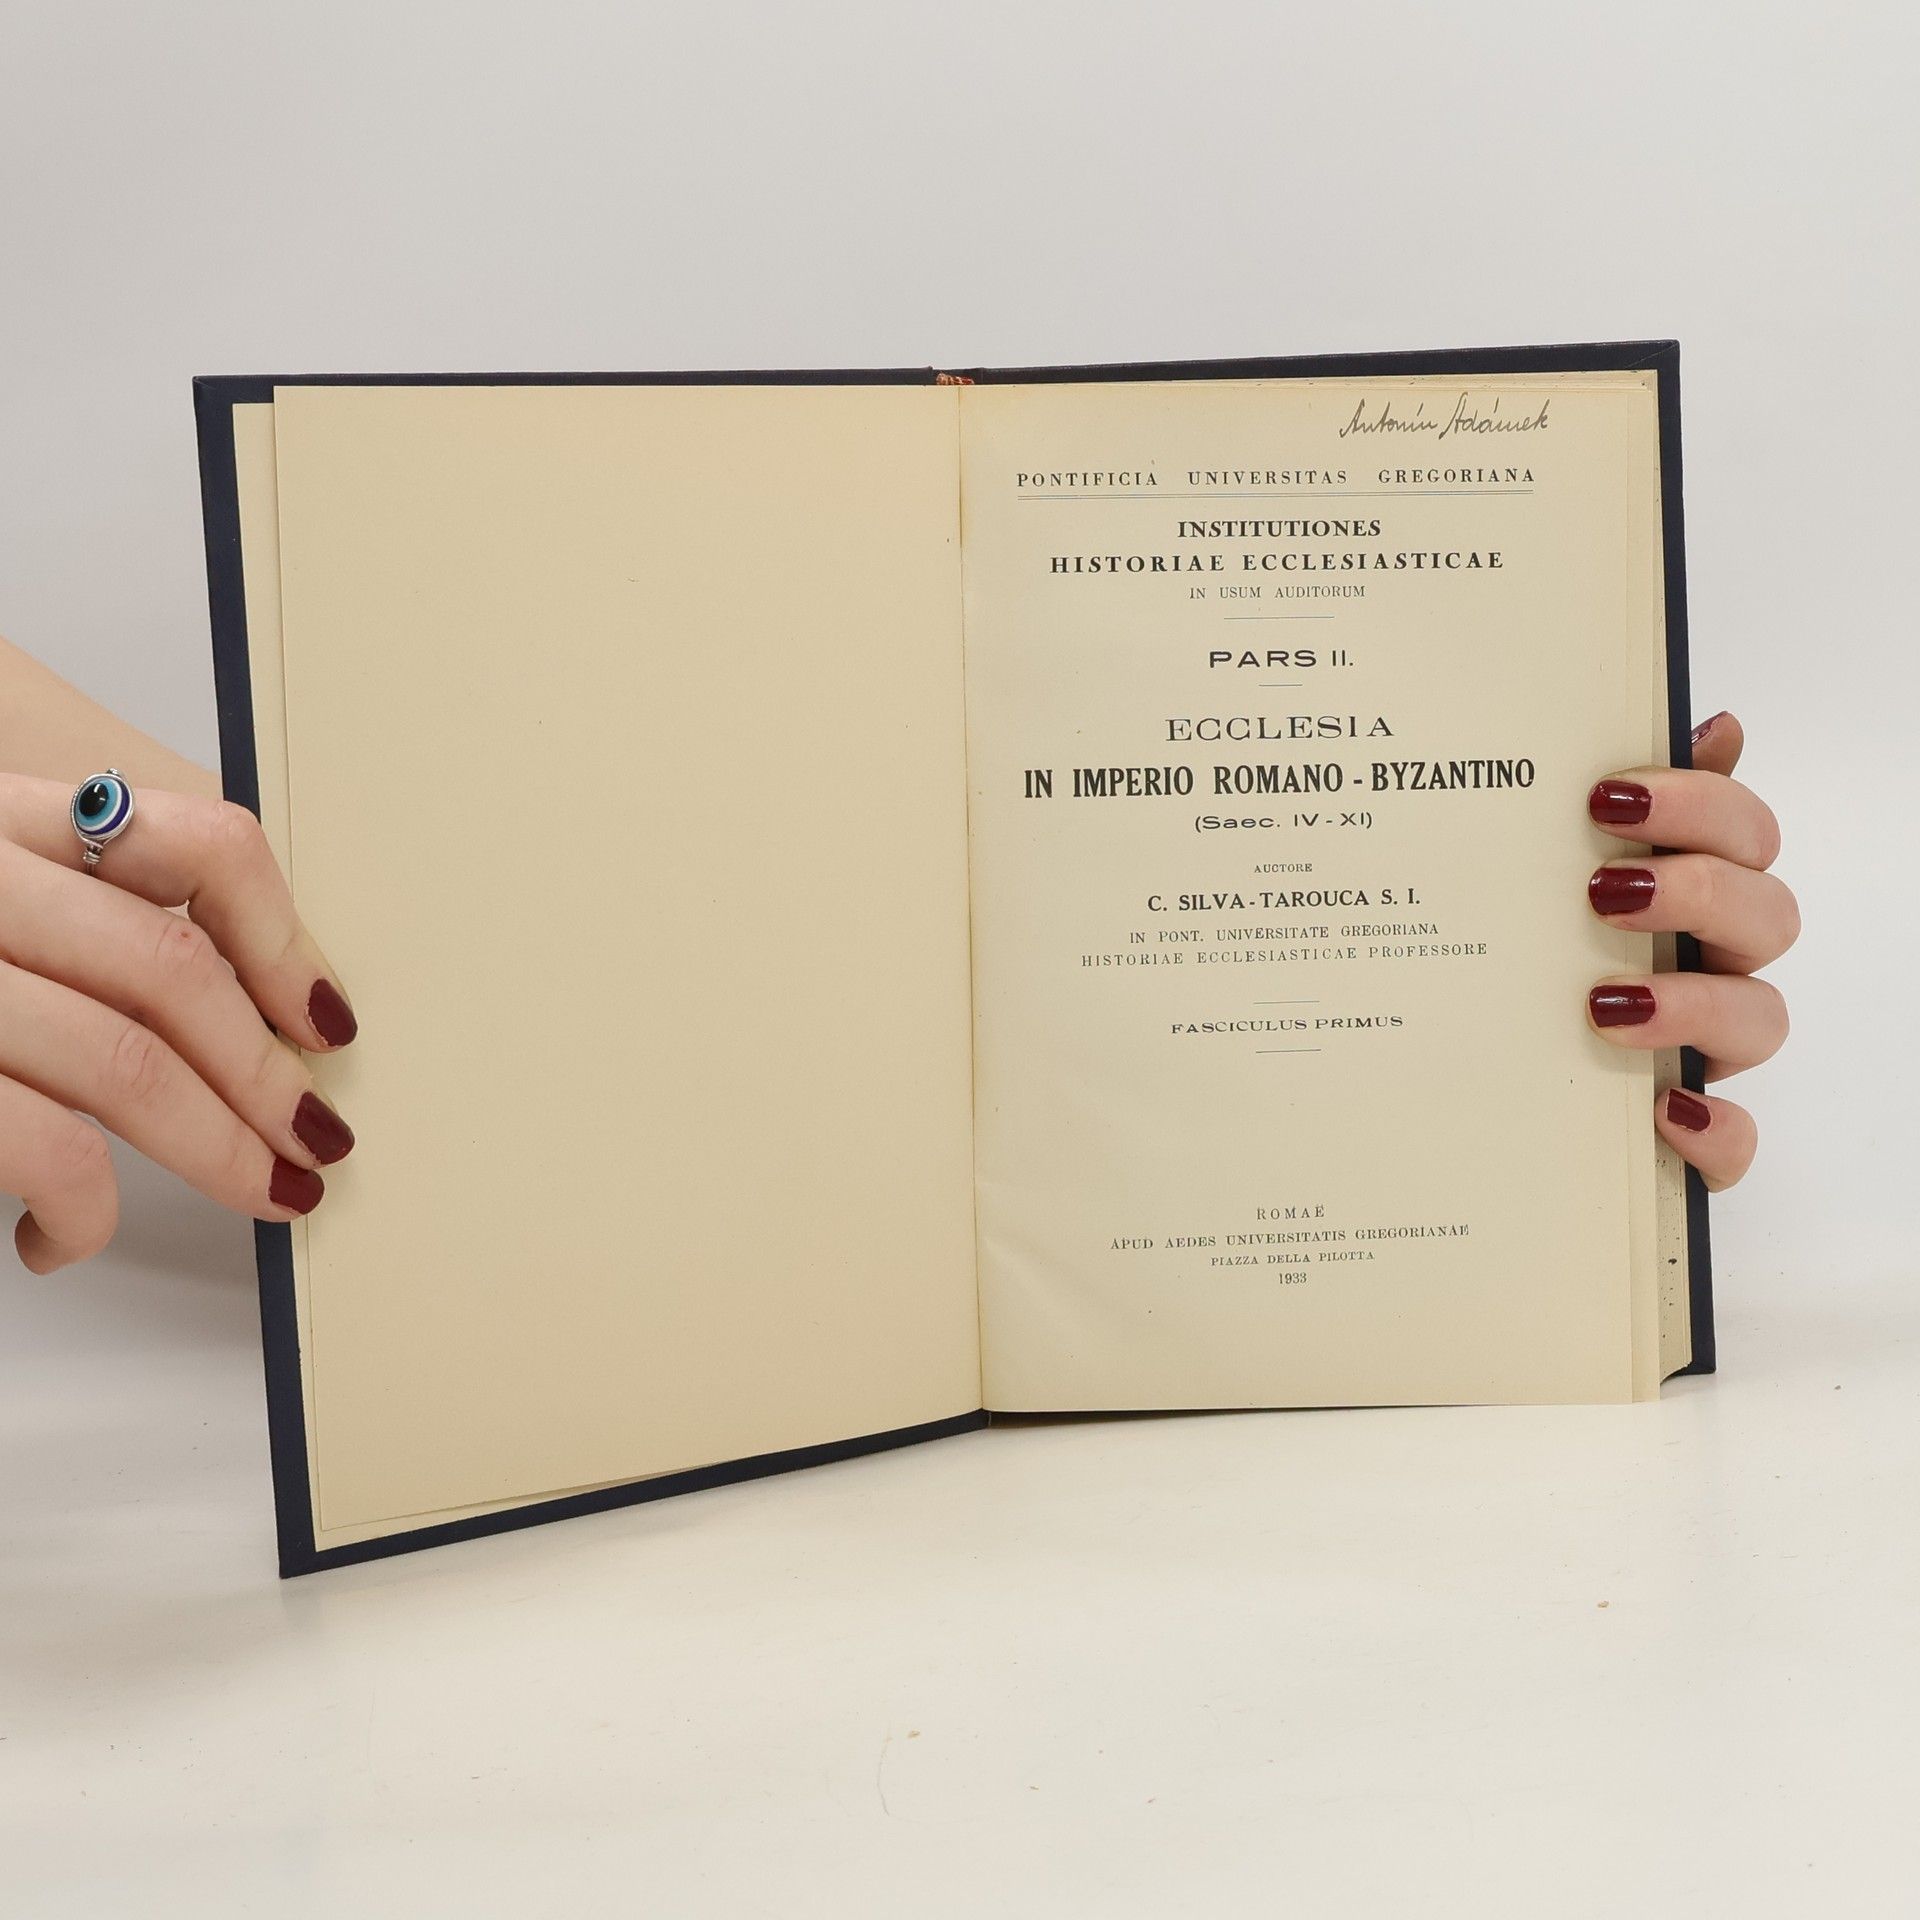 Antonín Adámek
PONTIFICIA UNIVERSITAS GREGORIANA
INSTITUTIONES
HISTORIAE ECCLESIASTICAE
IN USUM AUDITORUM
PARS II.
ECCLESIA
IN IMPERIO ROMANO - BYZANTINO
(Saec. IV - XI)
AUCTORE
C. SILVA - TAROUCA S. I.
IN PONT. UNIVERSITATE GREGORIANA
HISTORIAE ECCLESIASTICAE PROFESSORE
FASCICULUS PRIMUS
ROMAE
APUD AEDES UNIVERSITATIS GREGORIANAE
PIAZZA DELLA PILOTTA
1933